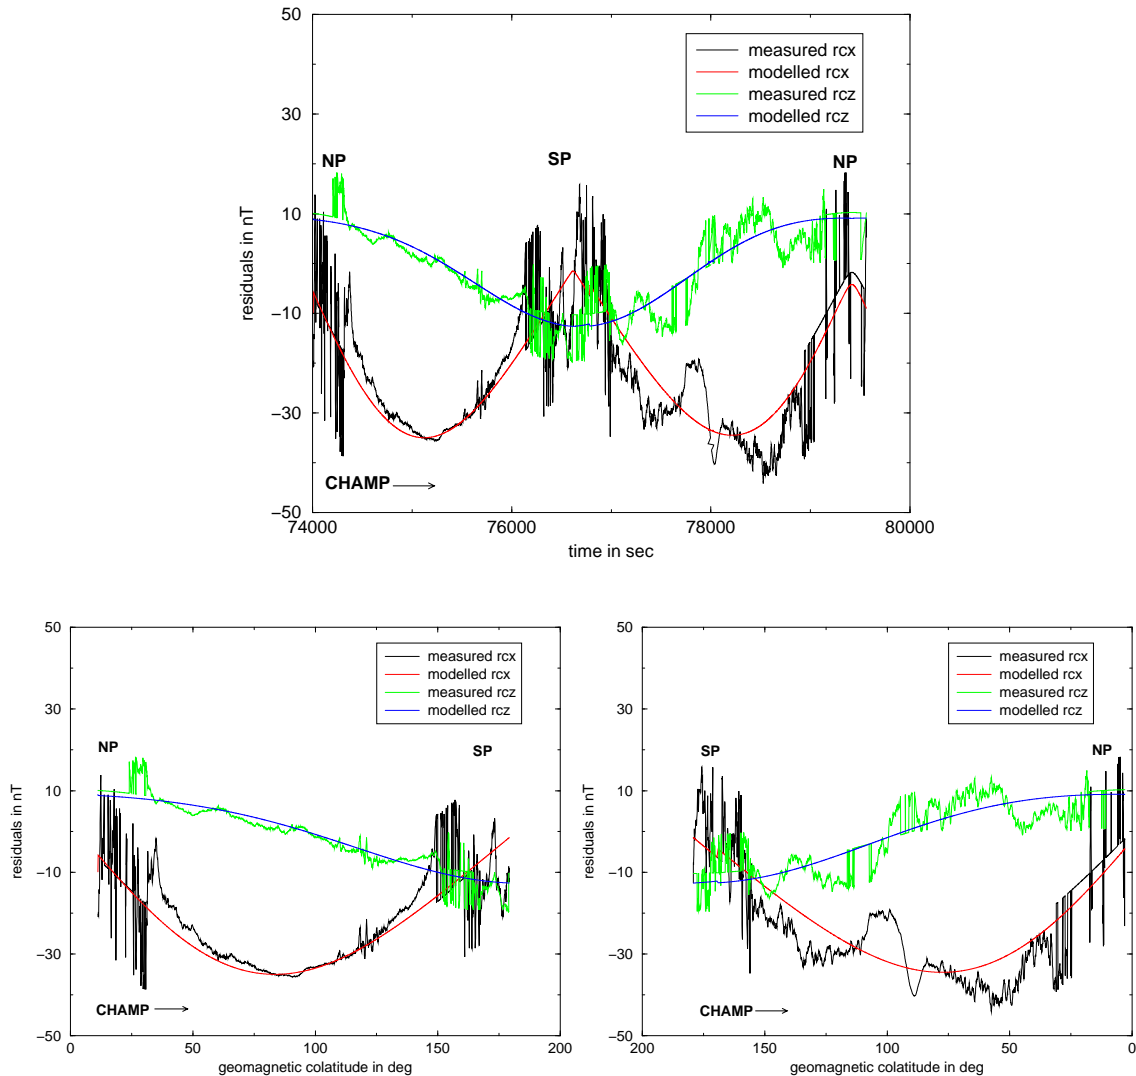 50
30
10
−10
−30
−50
residuals in nT
measured rcx
modelled rcx
measured rcz
modelled rcz
NP
SP
NP
CHAMP
74000 76000 78000 80000
time in sec
50
30
10
−10
−30
−50
residuals in nT
measured rcx
modelled rcx
measured rcz
modelled rcz
NP
SP
CHAMP
0 50 100 150 200
geomagnetic colatitude in deg
50
30
10
−10
−30
−50
residuals in nT
measured rcx
modelled rcx
measured rcz
modelled rcz
SP
NP
CHAMP
200 150 100 50 0
geomagnetic colatitude in deg